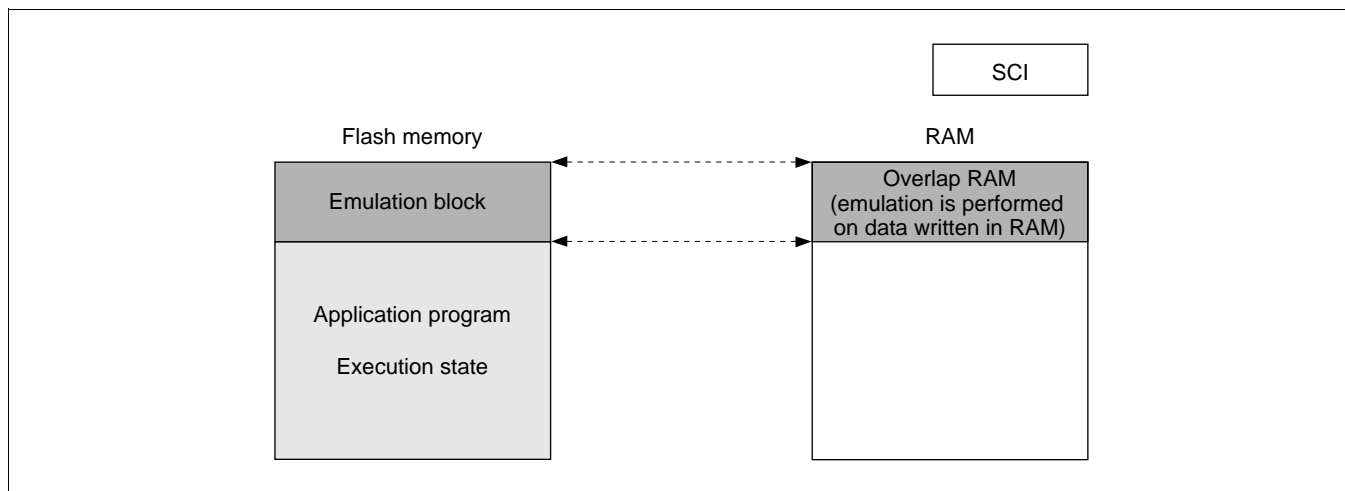 SCI
Flash memory
RAM
Emulation block
Overlap RAM
(emulation is performed
on data written in RAM)
Application program
Execution state